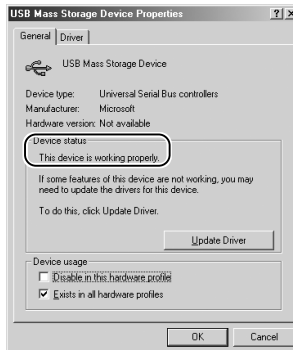 USB Mass Storage Device Properties
General
Driver
USB Mass Storage Device
Device type: Universal Serial Bus controllers
Manufacturer: Microsoft
Hardware version: Not available
Device status
This device is working properly.
If some features of this device are not working, you may
need to update the drivers for this device.
To do this, click Update Driver.
Update Driver
Device usage
Disable in this hardware profile
Exists in all hardware profiles
OK
Cancel